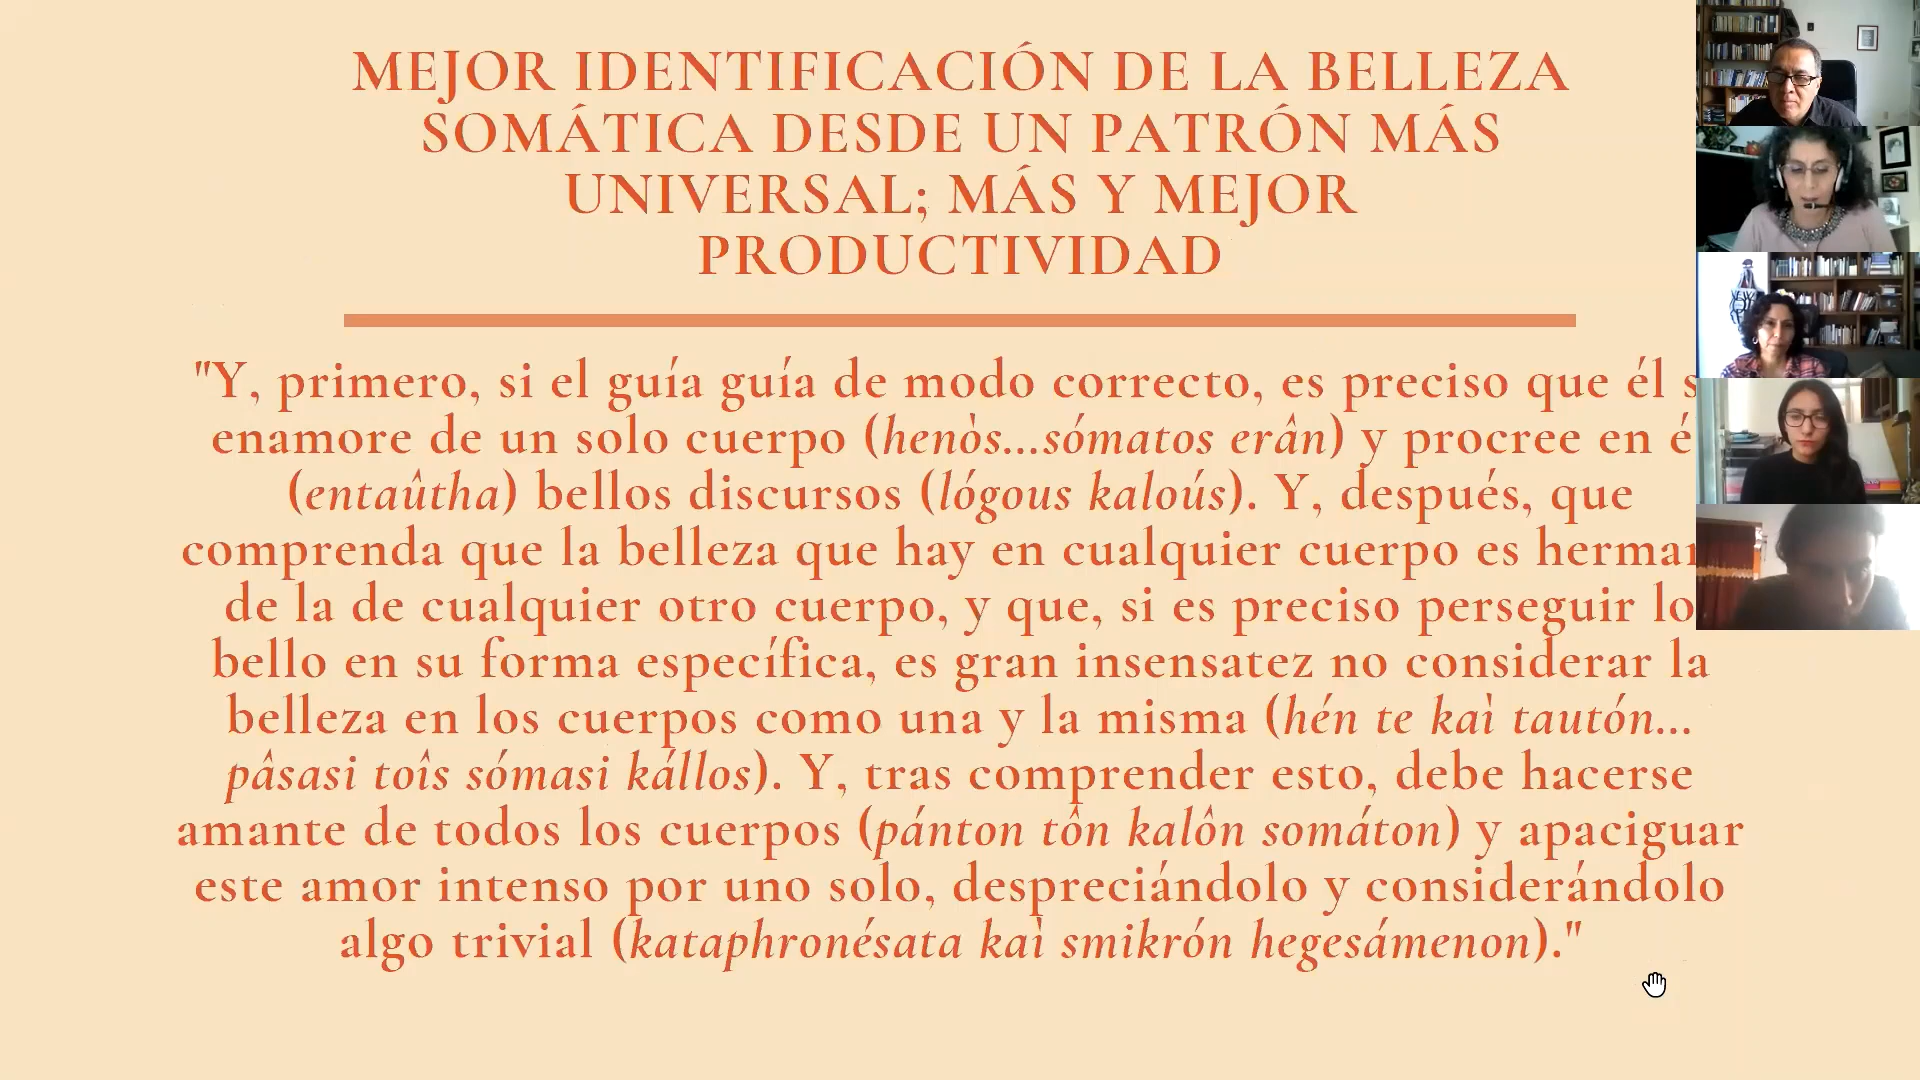 MEJOR IDENTIFICACIÓN DE LA BELLEZA
SOMÁTICA DESDE UN PATRÓN MÁS
UNIVERSAL; MÁS Y MEJOR
PRODUCTIVIDAD
"Y, primero, si el guía guía de modo correcto, es preciso que él
enamore de un solo cuerpo (henòs...sómatos erân) y procree en
(entaûtha) bellos discursos (lógous kaloús). Y, después, que
comprenda que la belleza que hay en cualquier cuerpo es
de la de cualquier otro cuerpo, y que, si es preciso perseguir lo
bello en su forma específica, es gran insensatez no considerar la
belleza en los cuerpos como una y la misma (hén te kaì tautón...
pâsasi toîs sómasi kállos). Y, tras comprender esto, debe hacerse
amante de todos los cuerpos (pánton tôn kalôn somáton) y apaciguar
este amor intenso por uno solo, despreciándolo y considerándolo
algo trivial (kataphronésata kaì smikrón hegesámenon)."